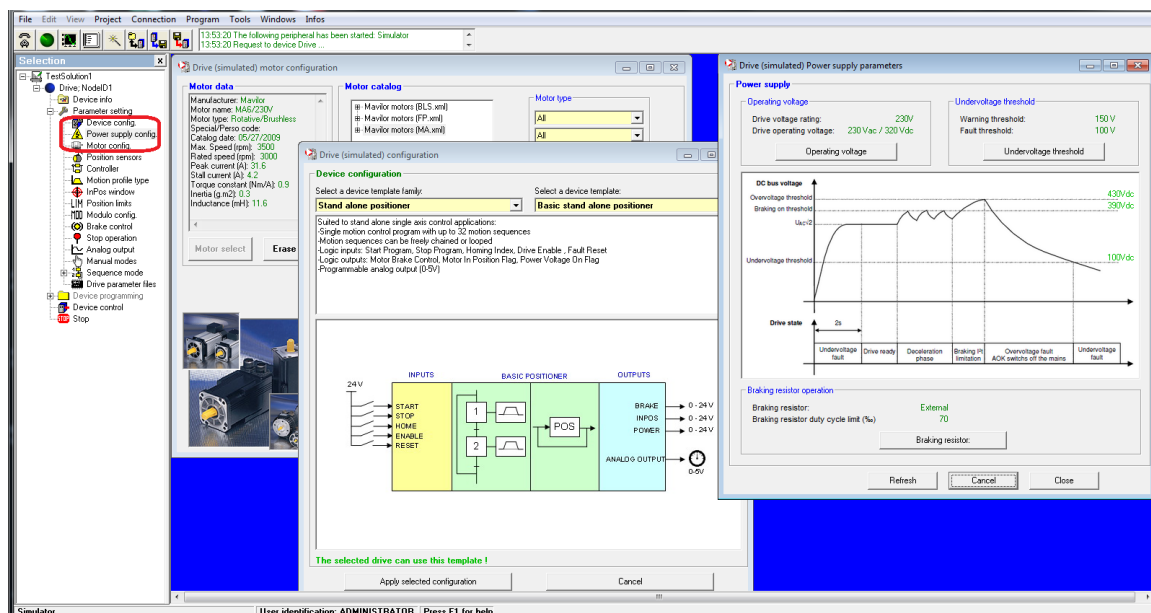 File Edit View Project Connection Program Tools Windows Infos
13:53:20 The following peripheral has been started: Simulator
13:53:20 Request to device Drive ...
Selection
x
TestSolution1
Drive; NodeID1
Device info
Parameter setting
Device config.
Power supply config.
Motor config.
Position sensors
Controller
Motion profile type
InPos window
LIM Position limits
MOD Modulo config.
Brake control
Stop operation
Analog output
Manual modes
Sequence mode
Drive parameter files
Device programming
Device control
STOP Stop
Drive (simulated) motor configuration
Motor data
Manufacturer: Mavilor
Motor name: MA6/230V
Motor type: Rotative/Brushless
Special/Perso code:
Catalog date: 05/27/2009
Max. Speed (rpm): 3500
Rated speed (rpm): 3000
Peak current (A): 31.6
Stall current (A): 4.2
Torque constant (Nm/A): 0.9
Inertia (g.m2): 0.3
Inductance (mH): 11.6
Motor select
Erase
Motor catalog
Mavilor motors (BLS.xml)
Mavilor motors (FP.xml)
Mavilor motors (MA.xml)
Motor type
All
All
Drive (simulated) configuration
Device configuration
Select a device template family:
Select a device template:
Stand alone positioner
Basic stand alone positioner
Suited to stand alone single axis control applications:
-Single motion control program with up to 32 motion sequences
-Motion sequences can be freely chained or looped
-Logic inputs: Start Program, Stop Program, Homing Index, Drive Enable , Fault Reset
-Logic outputs: Motor Brake Control, Motor In Position Flag, Power Voltage On Flag
-Programmable analog output (0-5V)
INPUTS
BASIC POSITIONER
OUTPUTS
24 V
START
STOP
HOME
ENABLE
RESET
1
2
POS
BRAKE
INPOS
POWER
ANALOG OUTPUT
0 - 24 V
0 - 24 V
0 - 24 V
0-5V
The selected drive can use this template !
Apply selected configuration
Cancel
Drive (simulated) Power supply parameters
Power supply
Operating voltage
Drive voltage rating: 230V
Drive operating voltage: 230 Vac / 320 Vdc
Operating voltage
Undervoltage threshold
Warning threshold: 150 V
Fault threshold: 100 V
Undervoltage threshold
DC bus voltage
Overvoltage threshold
430Vdc
Braking on threshold
390Vdc
UAC√2
Undervoltage threshold
100Vdc
Drive state
2s
Undervoltage fault
Drive ready
Deceleration phase
Braking I²t limitation
Overvoltage fault
AOK switchs off the mains
Undervoltage fault
Braking resistor operation
Braking resistor: External
Braking resistor duty cycle limit (‰) 70
Braking resistor:
Refresh
Cancel
Close
Simulator
User identification: ADMINISTRATOR
Press F1 for help